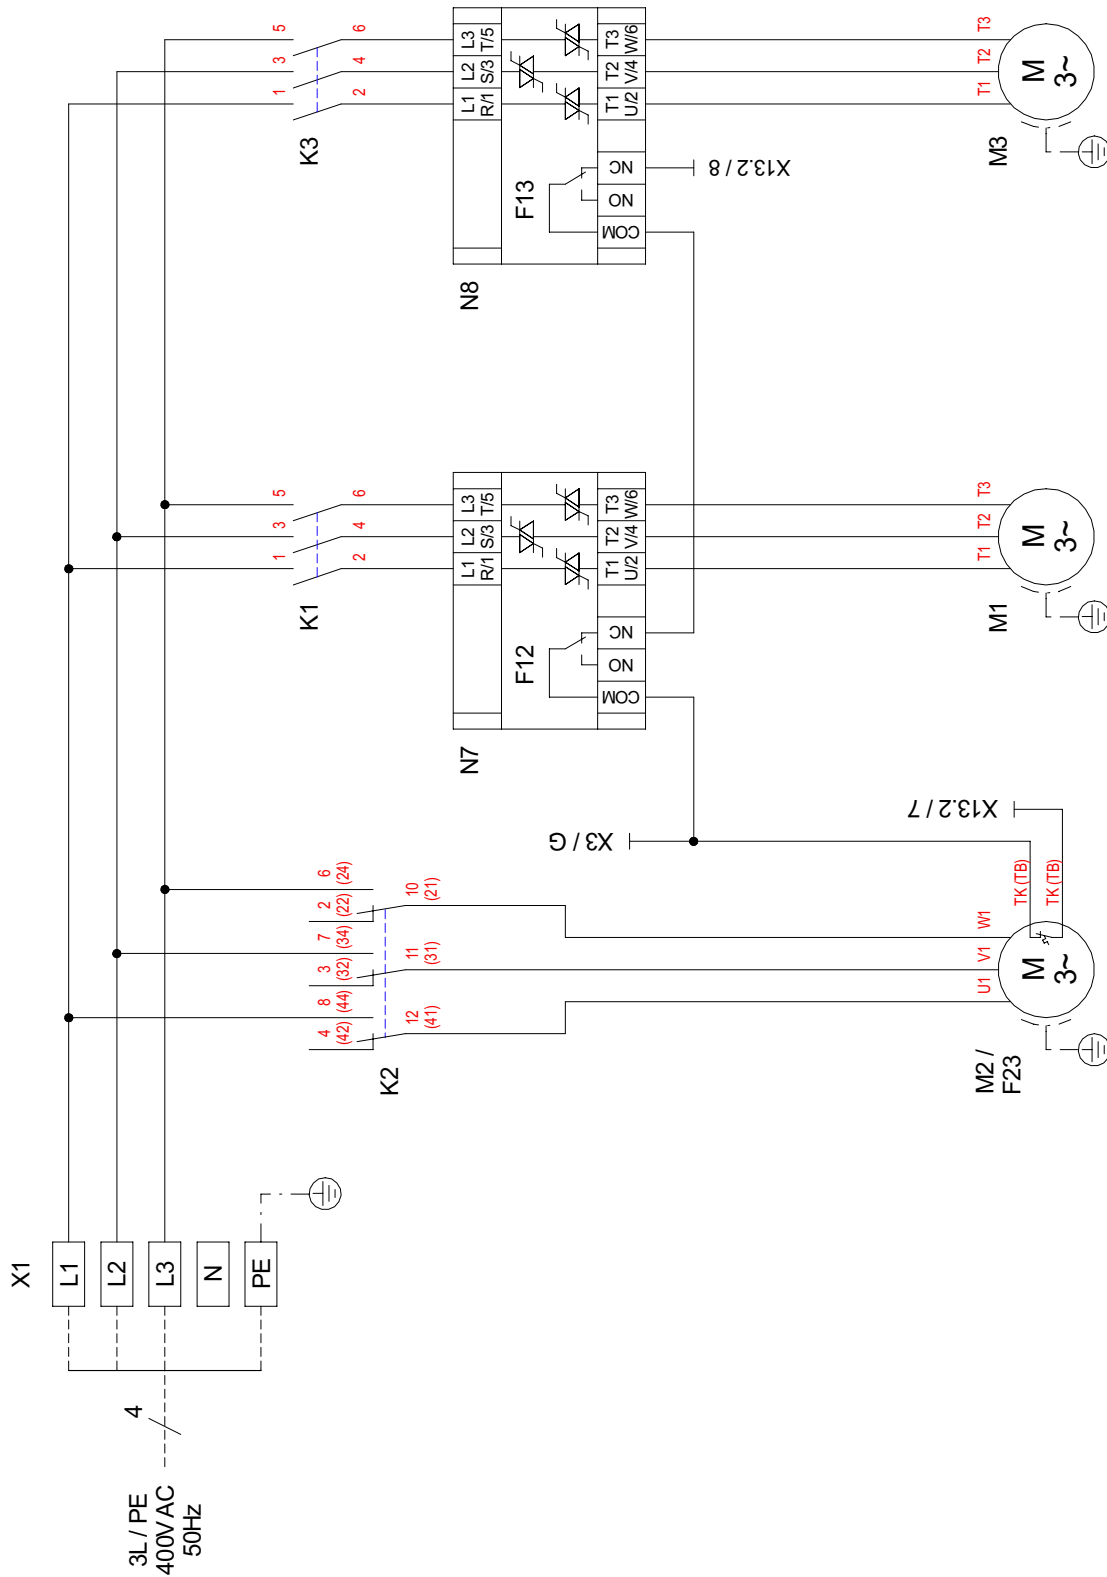 X1
L1
L2
L3
N
PE
4
3L / PE
400V AC
50Hz
K2
4
(42)
8
(44)
3
(32)
7
(34)
2
(22)
6
(24)
12
(41)
11
(31)
10
(21)
M2 /
F23
U1
V1
W1
TK (TB)
TK (TB)
M
3~
X3 / G
X13.2 / 7
K1
1
3
5
2
4
6
N7
L1
R/1
L2
S/3
L3
T/5
F12
COM
NO
NC
T1
U/2
T2
V/4
T3
W/6
M1
T1
T2
T3
M
3~
K3
1
3
5
2
4
6
N8
L1
R/1
L2
S/3
L3
T/5
F13
COM
NO
NC
T1
U/2
T2
V/4
T3
W/6
X13.2 / 8
M3
T1
T2
T3
M
3~